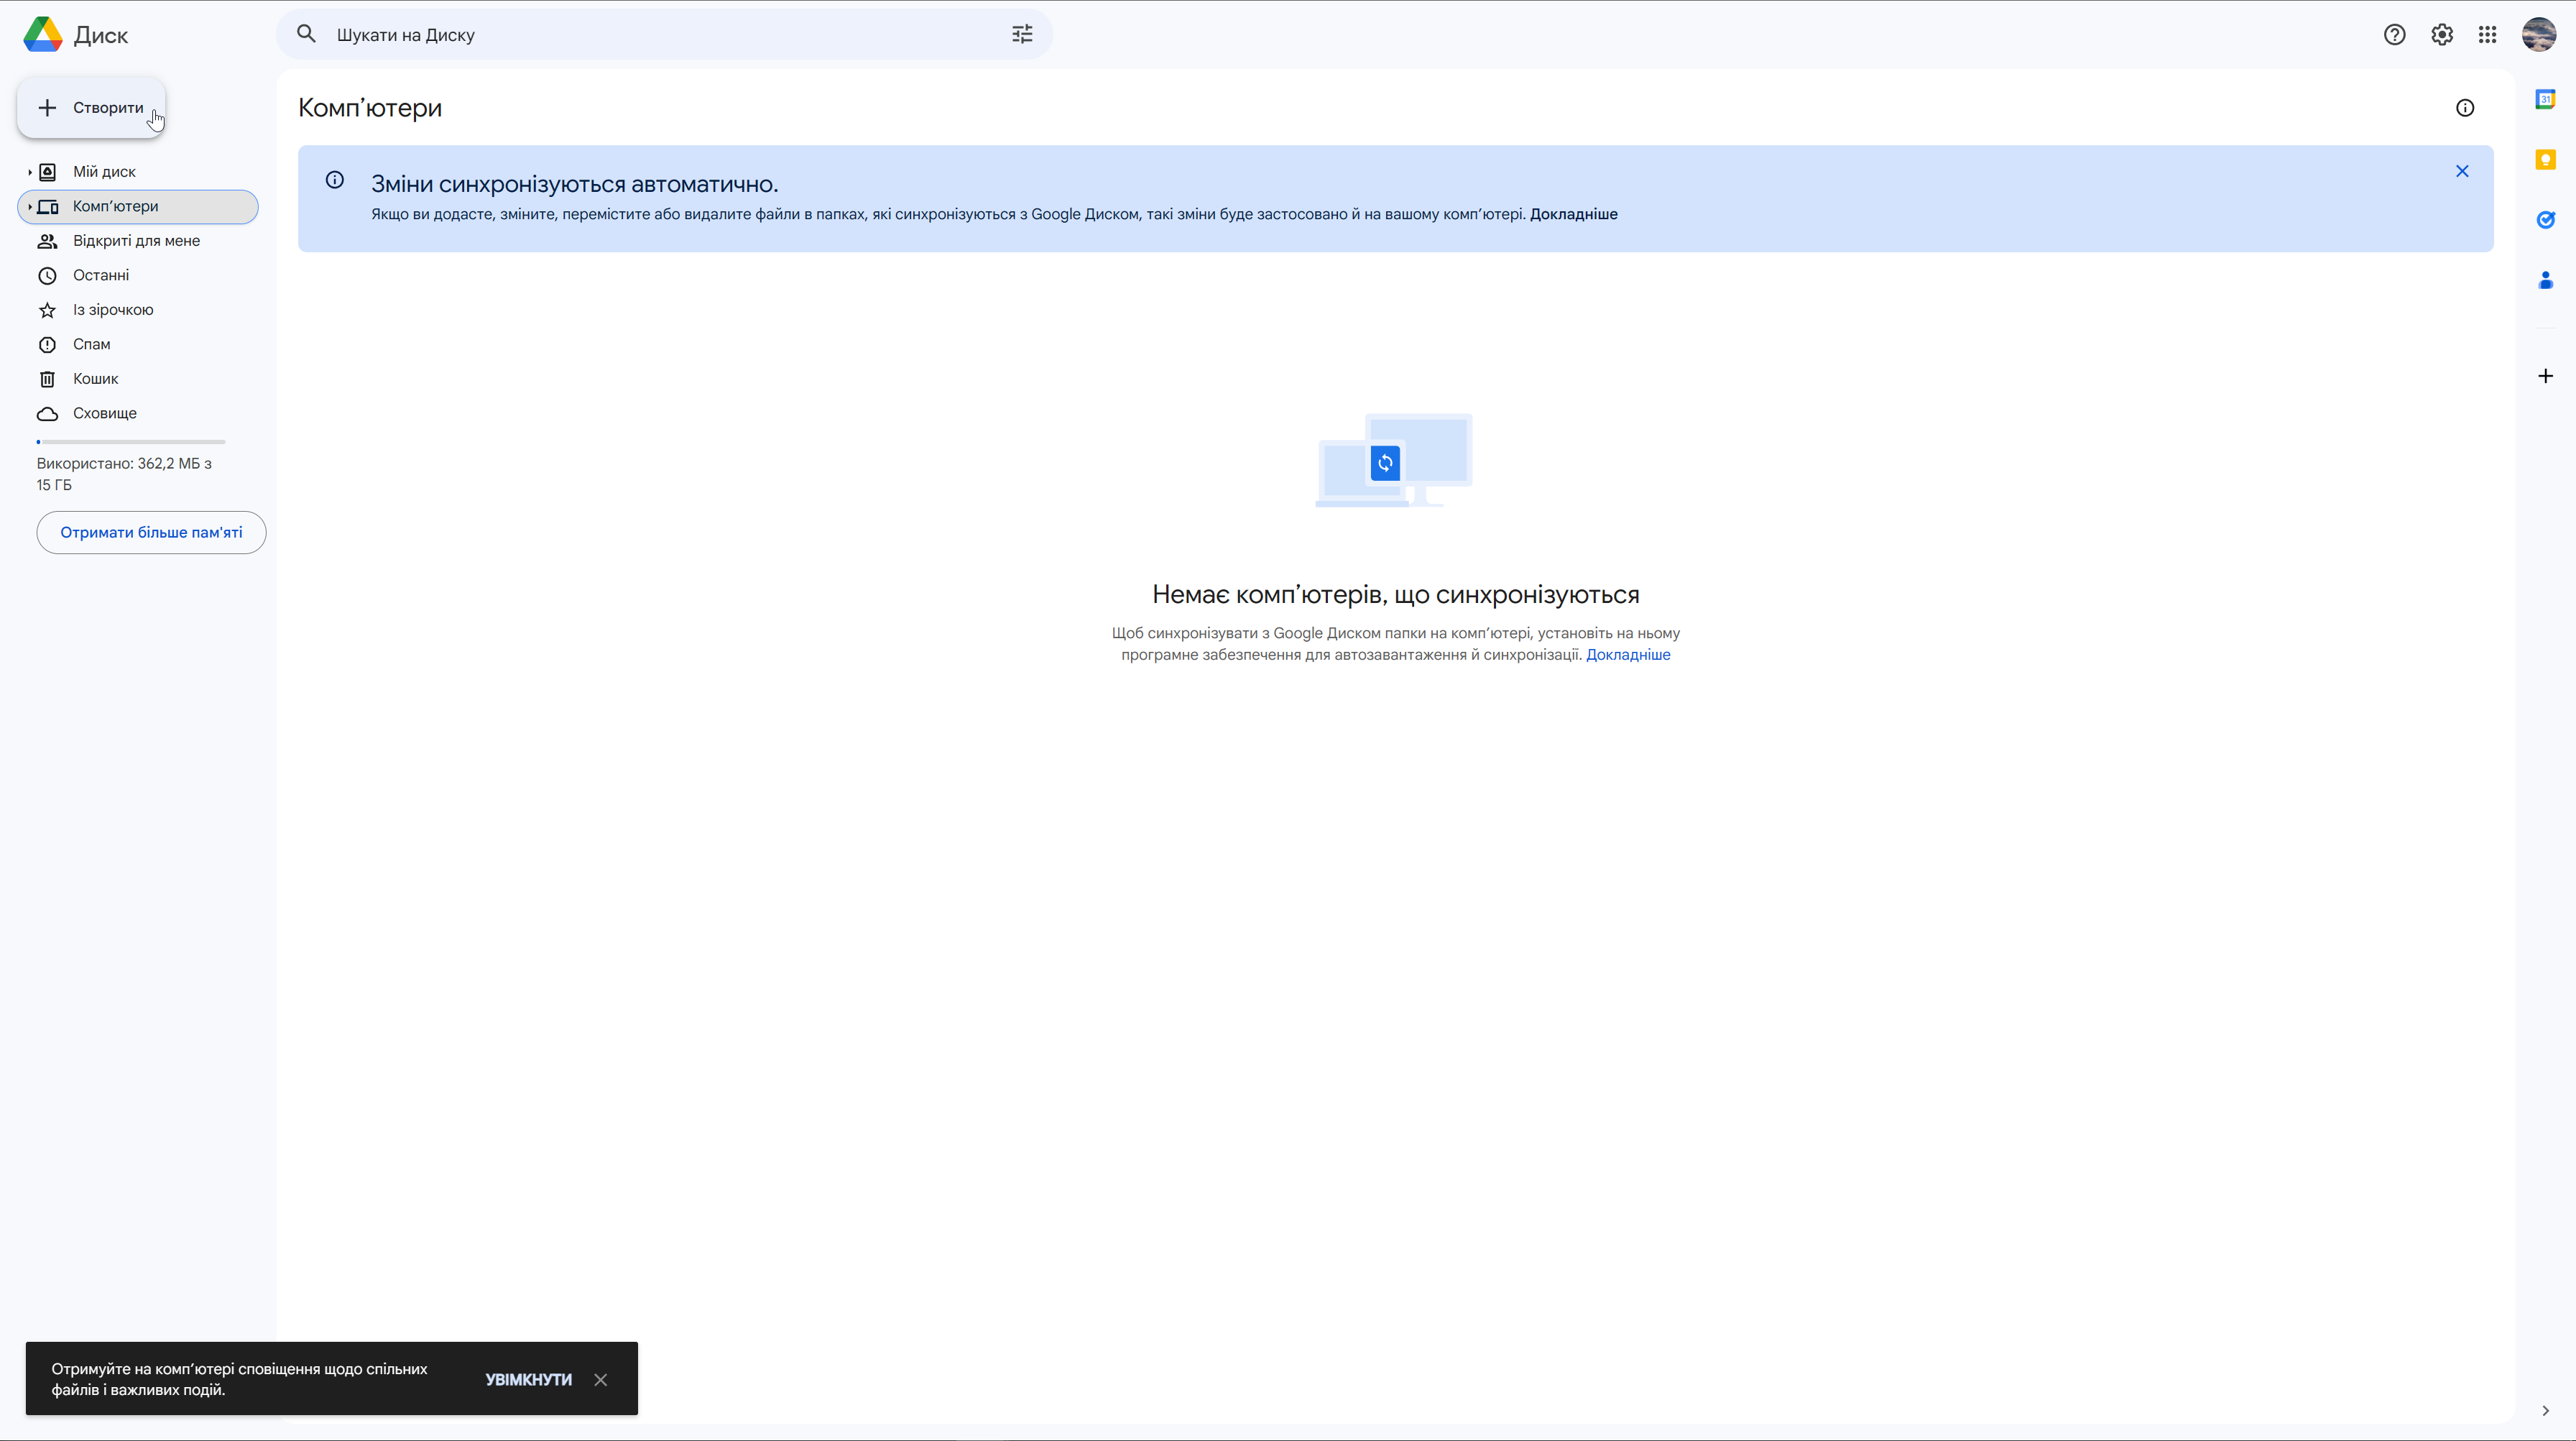 Диск
Шукати на Диску
Створити
Мій диск
Комп’ютери
Відкриті для мене
Останні
Із зірочкою
Спам
Кошик
Сховище
Використано: 362,2 МБ з
15 ГБ
Отримати більше пам'яті
Комп’ютери
Зміни синхронізуються автоматично.
Якщо ви додасте, зміните, перемістите або видалите файли в папках, які синхронізуються з Google Диском, такі зміни буде застосовано й на вашому комп’ютері. Докладніше
Немає комп’ютерів, що синхронізуються
Щоб синхронізувати з Google Диском папки на комп’ютері, установіть на ньому
програмне забезпечення для автозавантаження й синхронізації. Докладніше
31
Отримуйте на комп’ютері сповіщення щодо спільних
файлів і важливих подій.
УВІМКНУТИ